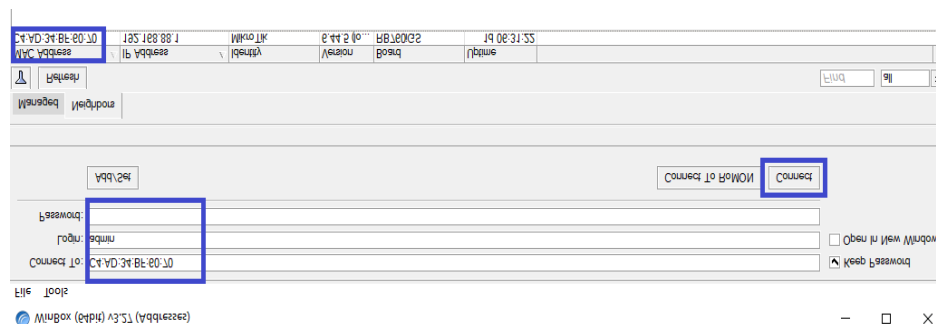 WinBox (64bit) v3.27 (Addresses)
File Tools
Connect To: C4:AD:34:BF:60:70 Keep Password
Login: admin Open In New Window
Password:
Add/Set Connect To RoMON Connect
Managed Neighbors
Refresh Find all
MAC Address IP Address Identity Version Board Uptime
C4:AD:34:BF:60:70 192.168.88.1 MikroTik 6.44.5 (lo... RB760iGS 1d 06:31:22